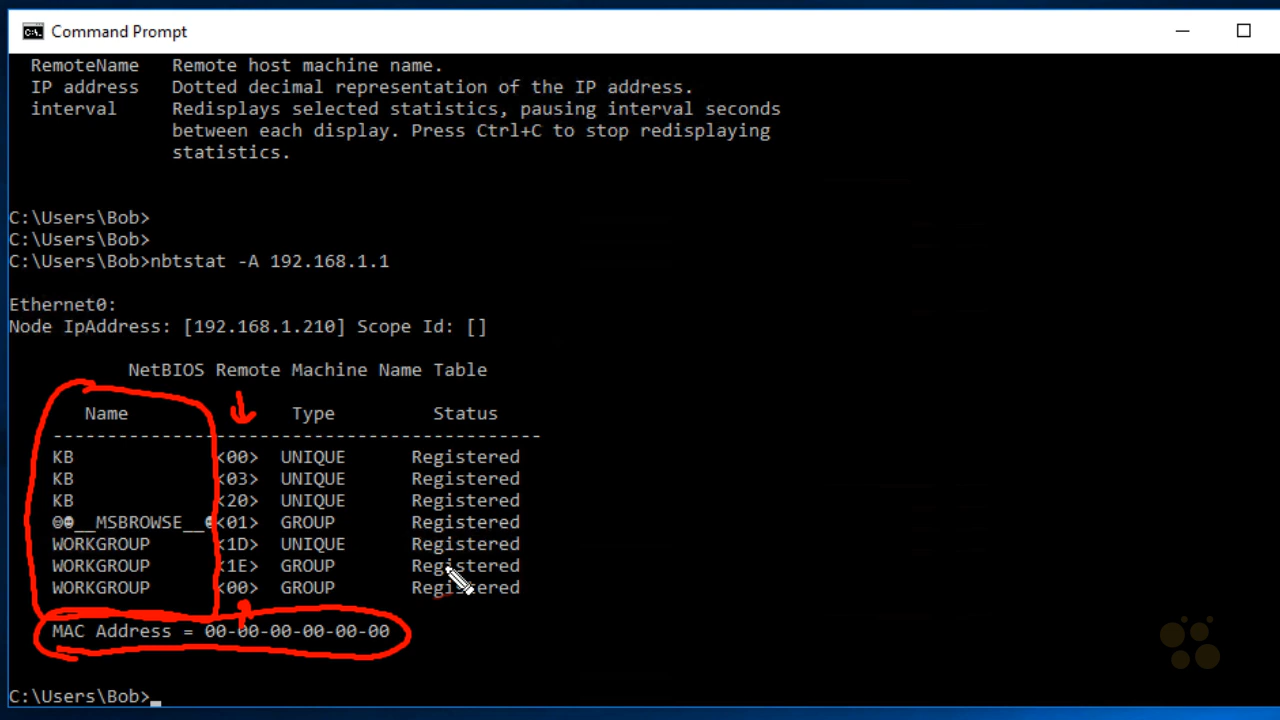 Command Prompt
RemoteName   Remote host machine name.
IP address   Dotted decimal representation of the IP address.
interval     Redisplays selected statistics, pausing interval seconds
             between each display. Press Ctrl+C to stop redisplaying
             statistics.
C:\Users\Bob>
C:\Users\Bob>
C:\Users\Bob>nbtstat -A 192.168.1.1
Ethernet0:
Node IpAddress: [192.168.1.210] Scope Id: []
NetBIOS Remote Machine Name Table
Name               Type         Status
---------------------------------------------
KB             <00>  UNIQUE      Registered
KB             <03>  UNIQUE      Registered
KB             <20>  UNIQUE      Registered
☺☻__MSBROWSE__☻<01>  GROUP       Registered
WORKGROUP      <1D>  UNIQUE      Registered
WORKGROUP      <1E>  GROUP       Registered
WORKGROUP      <00>  GROUP       Registered
MAC Address = 00-00-00-00-00-00
C:\Users\Bob>